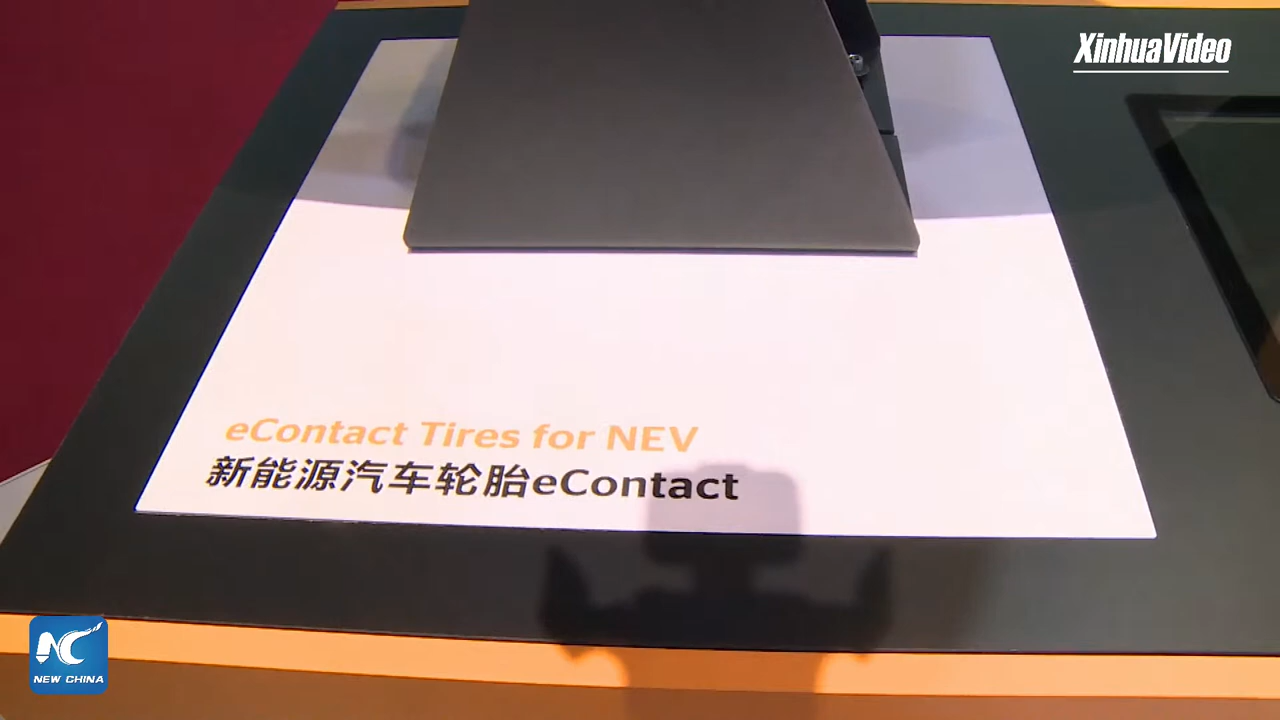 XinhuaVideo
eContact Tires for NEV
新能源汽车轮胎eContact
NC
NEW CHINA